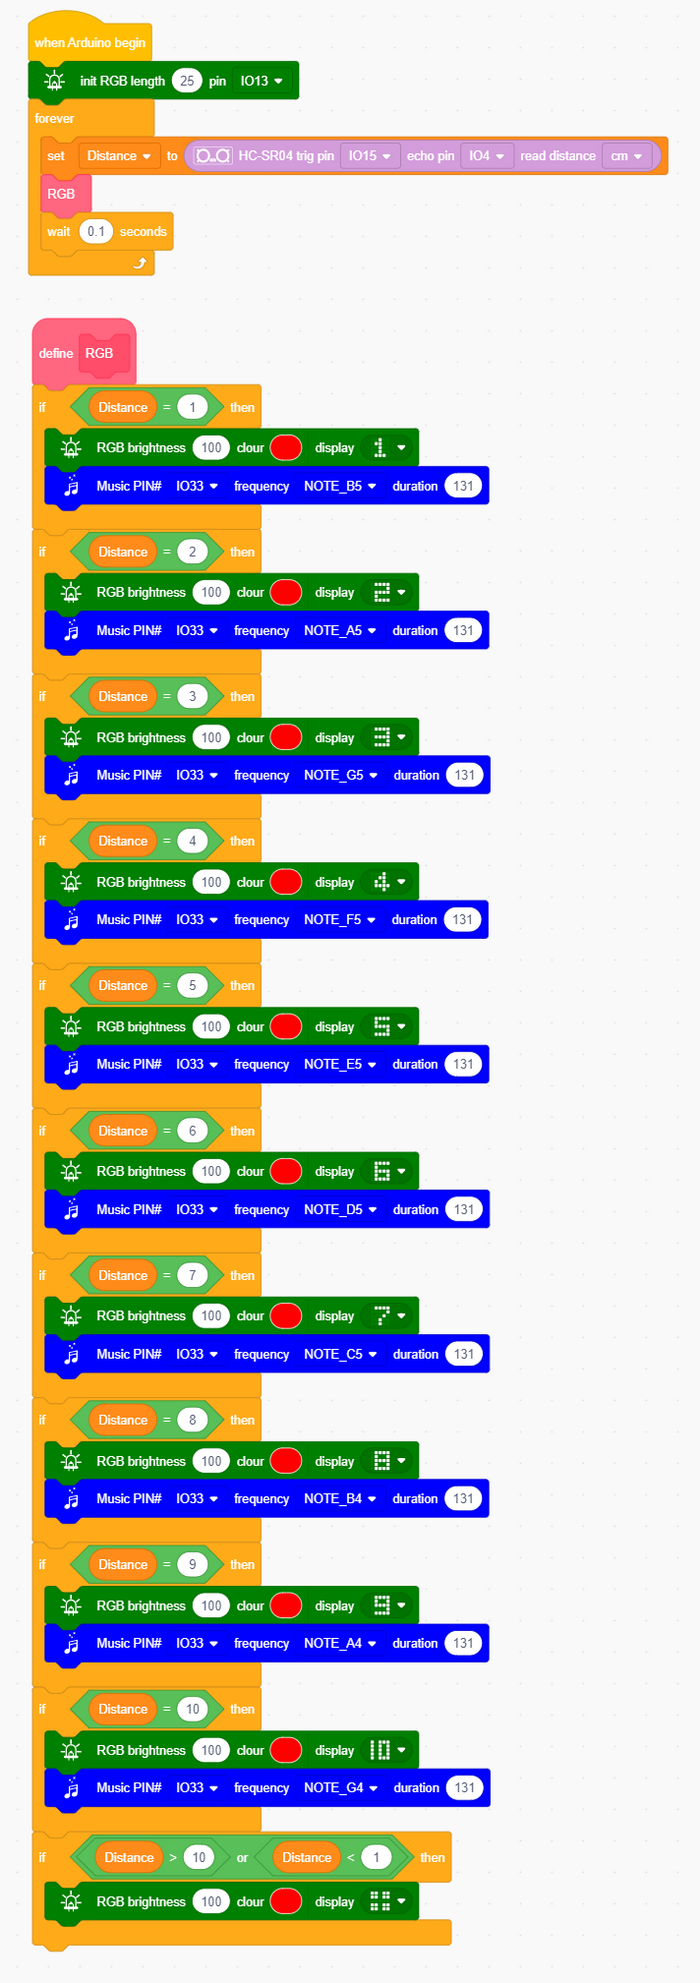 when Arduino begin
init RGB length 25 pin IO13
forever
set Distance to HC-SR04 trig pin IO15 echo pin IO4 read distance cm
RGB
wait 0.1 seconds
define RGB
if Distance = 1 then
RGB brightness 100 clour display 1
Music PIN# IO33 frequency NOTE_B5 duration 131
if Distance = 2 then
RGB brightness 100 clour display 2
Music PIN# IO33 frequency NOTE_A5 duration 131
if Distance = 3 then
RGB brightness 100 clour display 3
Music PIN# IO33 frequency NOTE_G5 duration 131
if Distance = 4 then
RGB brightness 100 clour display 4
Music PIN# IO33 frequency NOTE_F5 duration 131
if Distance = 5 then
RGB brightness 100 clour display 5
Music PIN# IO33 frequency NOTE_E5 duration 131
if Distance = 6 then
RGB brightness 100 clour display 6
Music PIN# IO33 frequency NOTE_D5 duration 131
if Distance = 7 then
RGB brightness 100 clour display 7
Music PIN# IO33 frequency NOTE_C5 duration 131
if Distance = 8 then
RGB brightness 100 clour display 8
Music PIN# IO33 frequency NOTE_B4 duration 131
if Distance = 9 then
RGB brightness 100 clour display 9
Music PIN# IO33 frequency NOTE_A4 duration 131
if Distance = 10 then
RGB brightness 100 clour display 10
Music PIN# IO33 frequency NOTE_G4 duration 131
if Distance > 10 or Distance < 1 then
RGB brightness 100 clour display